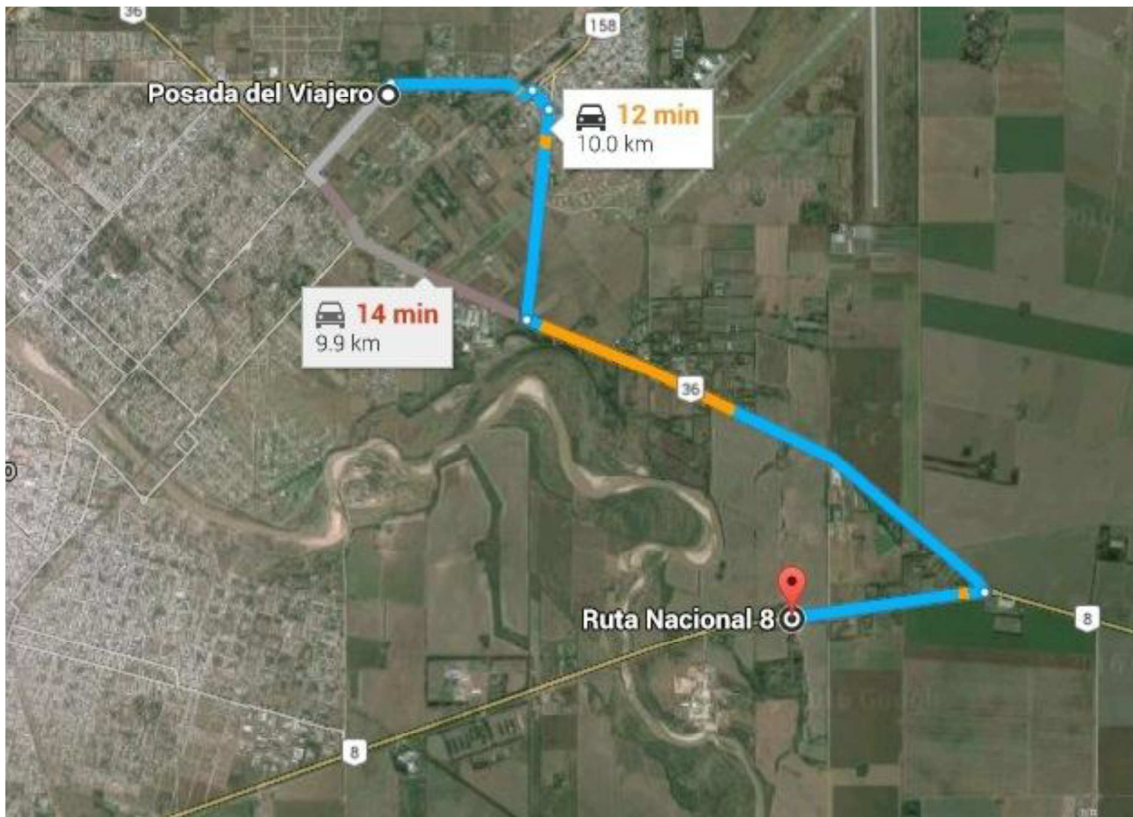 36
158
Posada del Viajero
12 min
10.0 km
14 min
9.9 km
36
Ruta Nacional 8
8
8